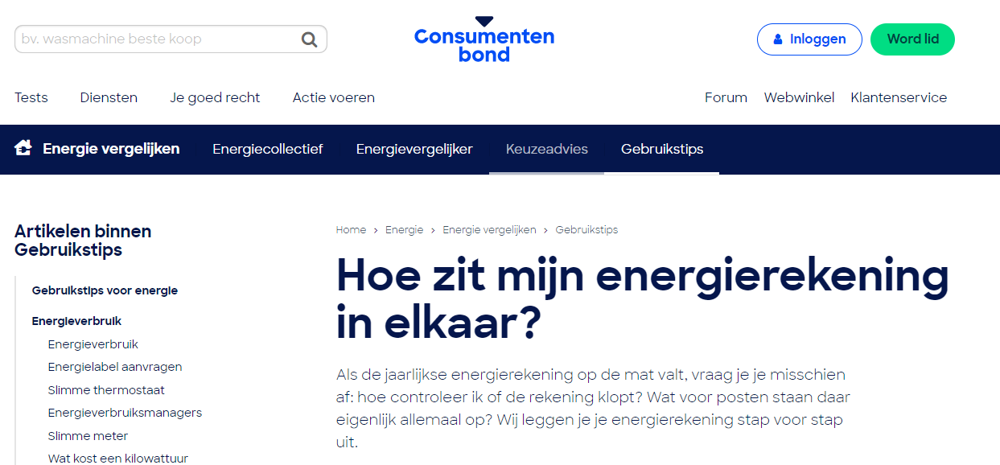 bv. wasmachine beste koop
Consumenten
bond
Inloggen
Word lid
Tests
Diensten
Je goed recht
Actie voeren
Forum
Webwinkel
Klantenservice
Energie vergelijken
Energiecollectief
Energievergelijker
Keuzeadvies
Gebruikstips
Artikelen binnen
Gebruikstips
Gebruikstips voor energie
Energieverbruik
Energieverbruik
Energielabel aanvragen
Slimme thermostaat
Energieverbruiksmanagers
Slimme meter
Wat kost een kilowattuur
Home > Energie > Energie vergelijken > Gebruikstips
Hoe zit mijn energierekening
in elkaar?
Als de jaarlijkse energierekening op de mat valt, vraag je je misschien
af: hoe controleer ik of de rekening klopt? Wat voor posten staan daar
eigenlijk allemaal op? Wij leggen je je energierekening stap voor stap
uit.